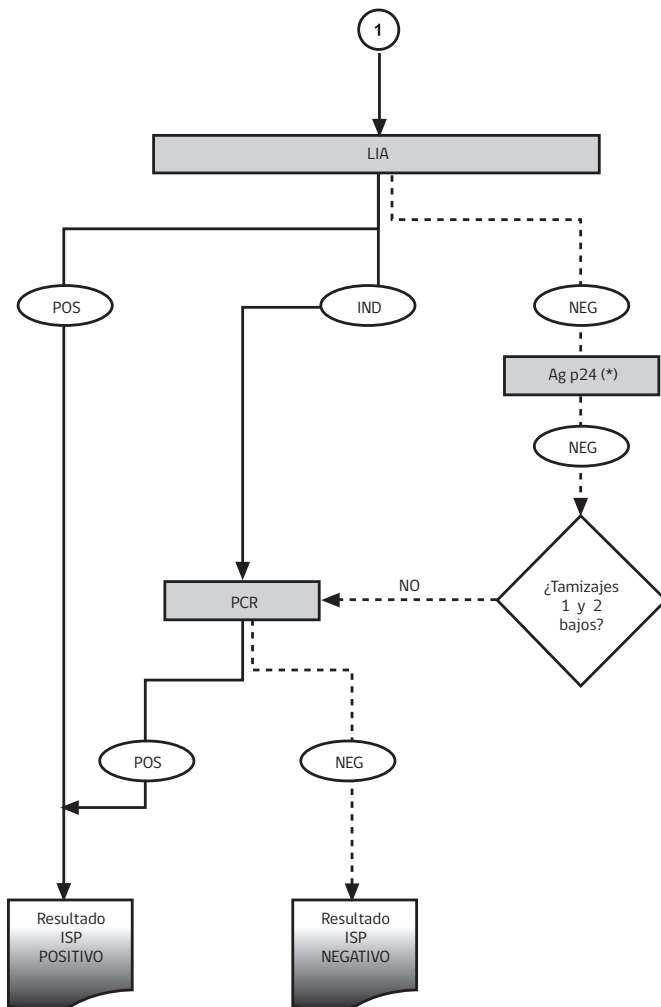 1
LIA
POS
IND
NEG
Ag p24 (*)
NEG
¿Tamizajes
1 y 2
bajos?
NO
PCR
POS
NEG
Resultado
ISP
POSITIVO
Resultado
ISP
NEGATIVO